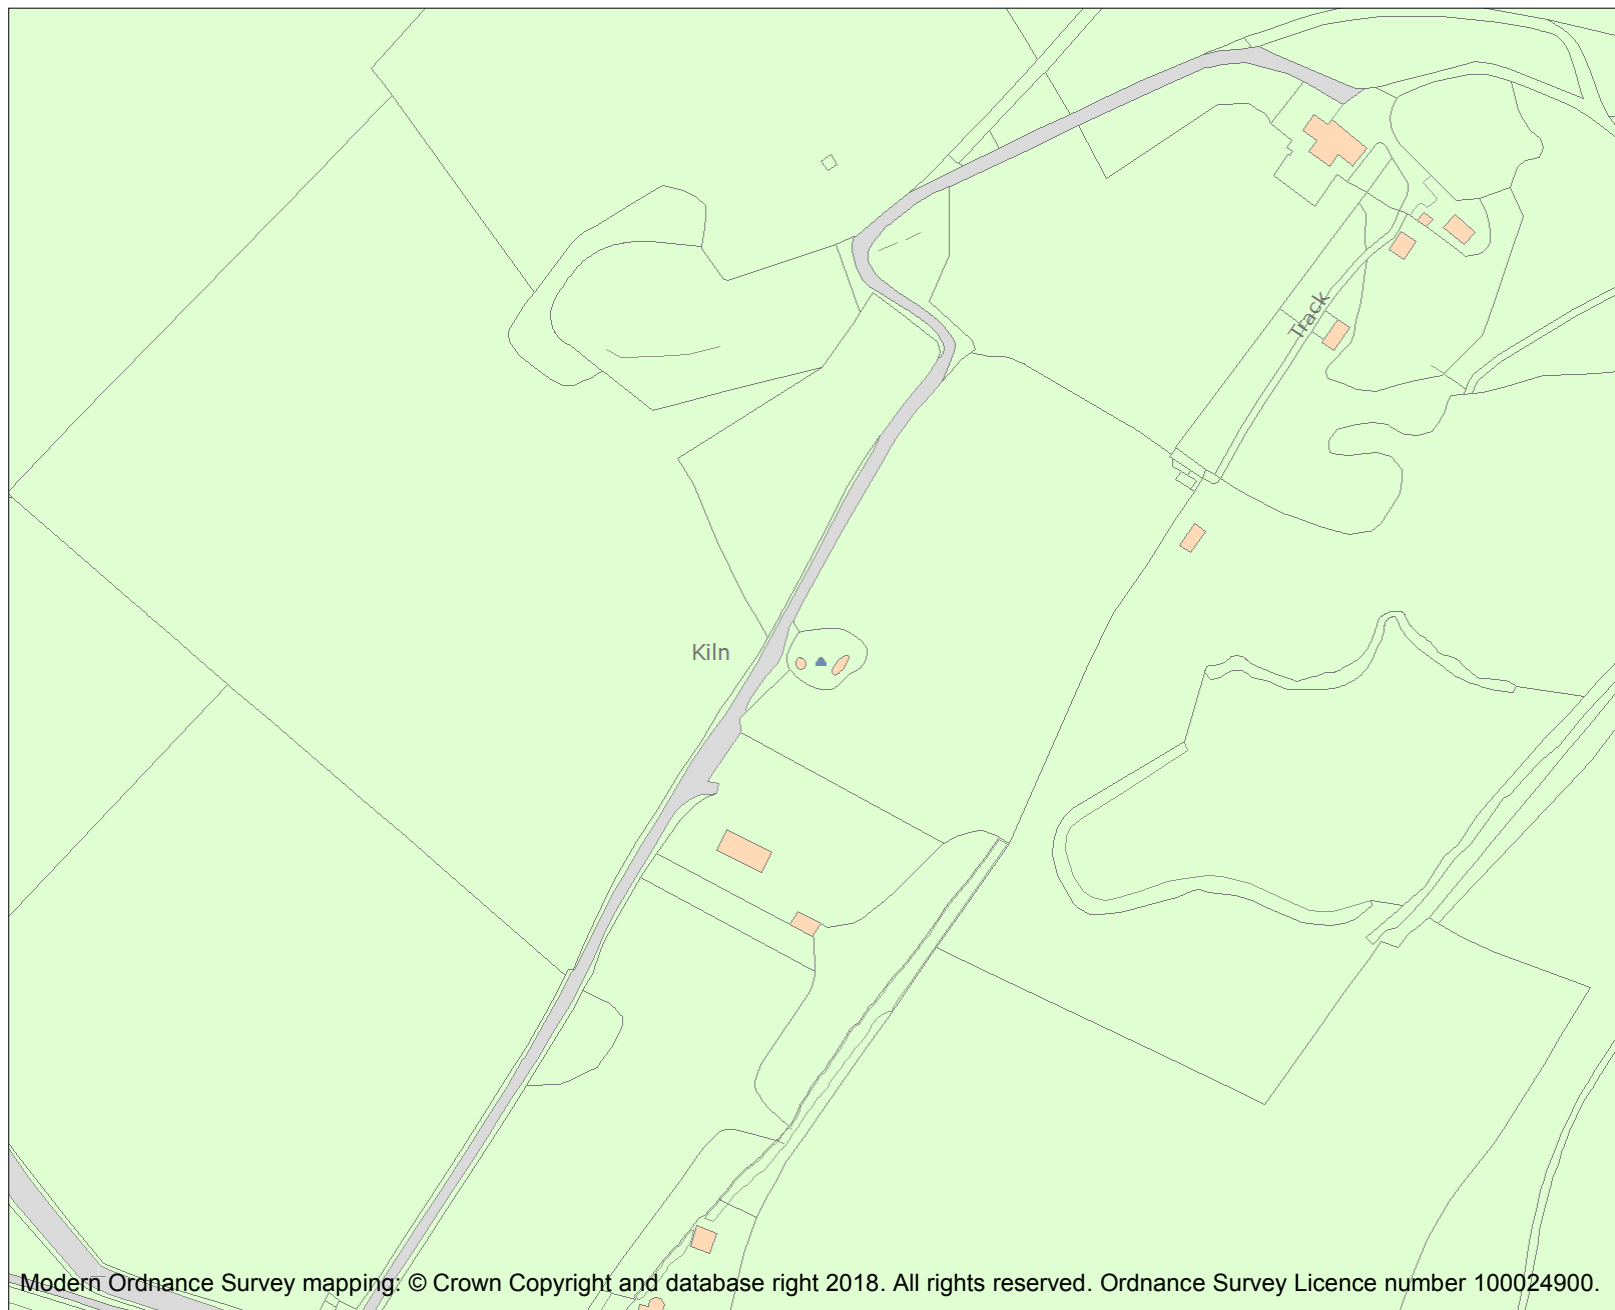 Track
Kiln
Modern Ordnance Survey mapping: © Crown Copyright and database right 2018. All rights reserved. Ordnance Survey Licence number 100024900.